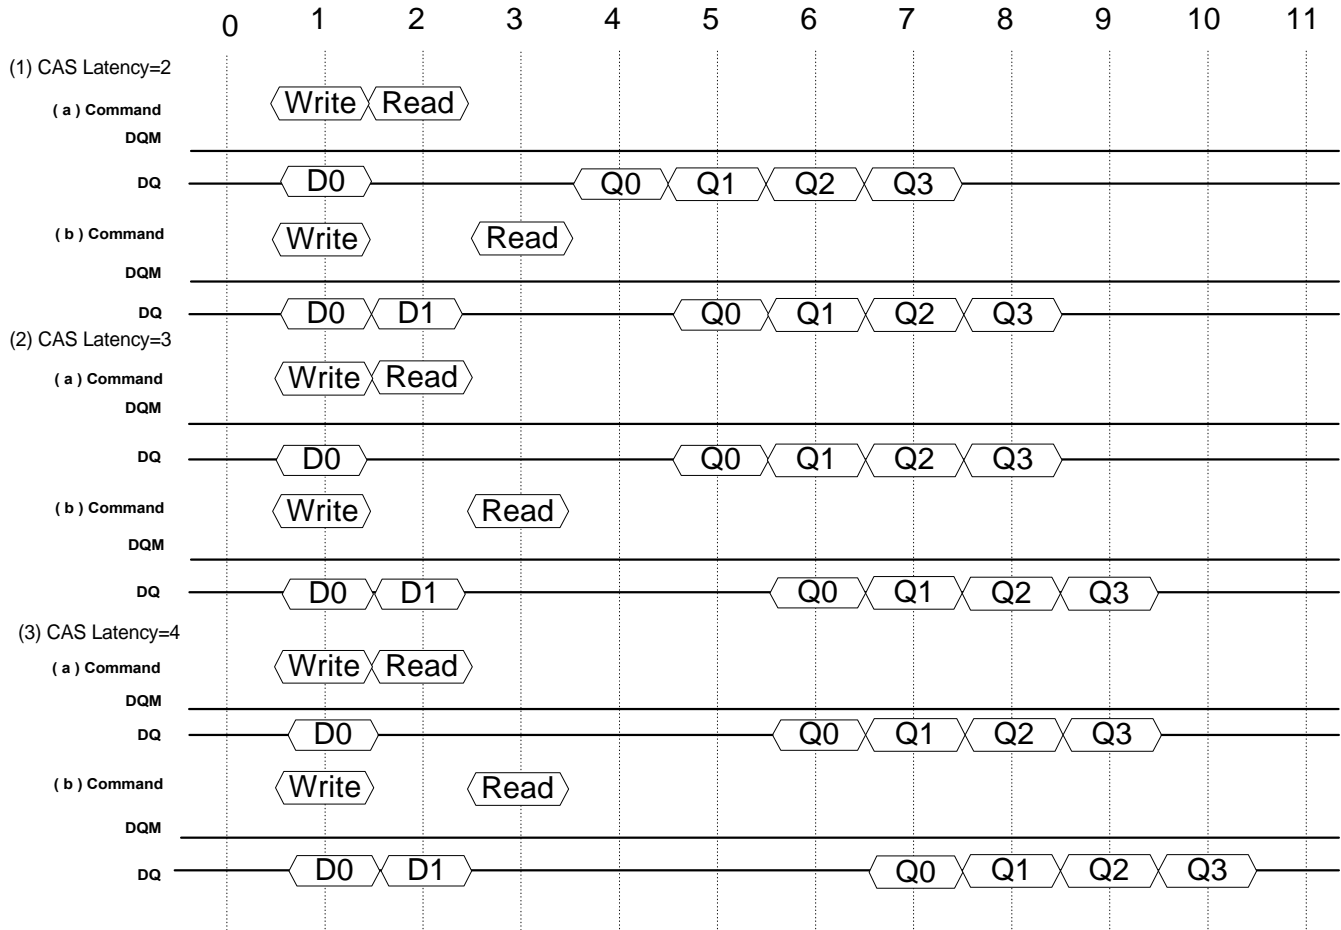 0 1 2 3 4 5 6 7 8 9 10 11
(1) CAS Latency=2
( a ) Command Write Read
DQM
DQ D0 Q0 Q1 Q2 Q3
( b ) Command Write Read
DQM
DQ D0 D1 Q0 Q1 Q2 Q3
(2) CAS Latency=3
( a ) Command Write Read
DQM
DQ D0 Q0 Q1 Q2 Q3
( b ) Command Write Read
DQM
DQ D0 D1 Q0 Q1 Q2 Q3
(3) CAS Latency=4
( a ) Command Write Read
DQM
DQ D0 Q0 Q1 Q2 Q3
( b ) Command Write Read
DQM
DQ D0 D1 Q0 Q1 Q2 Q3